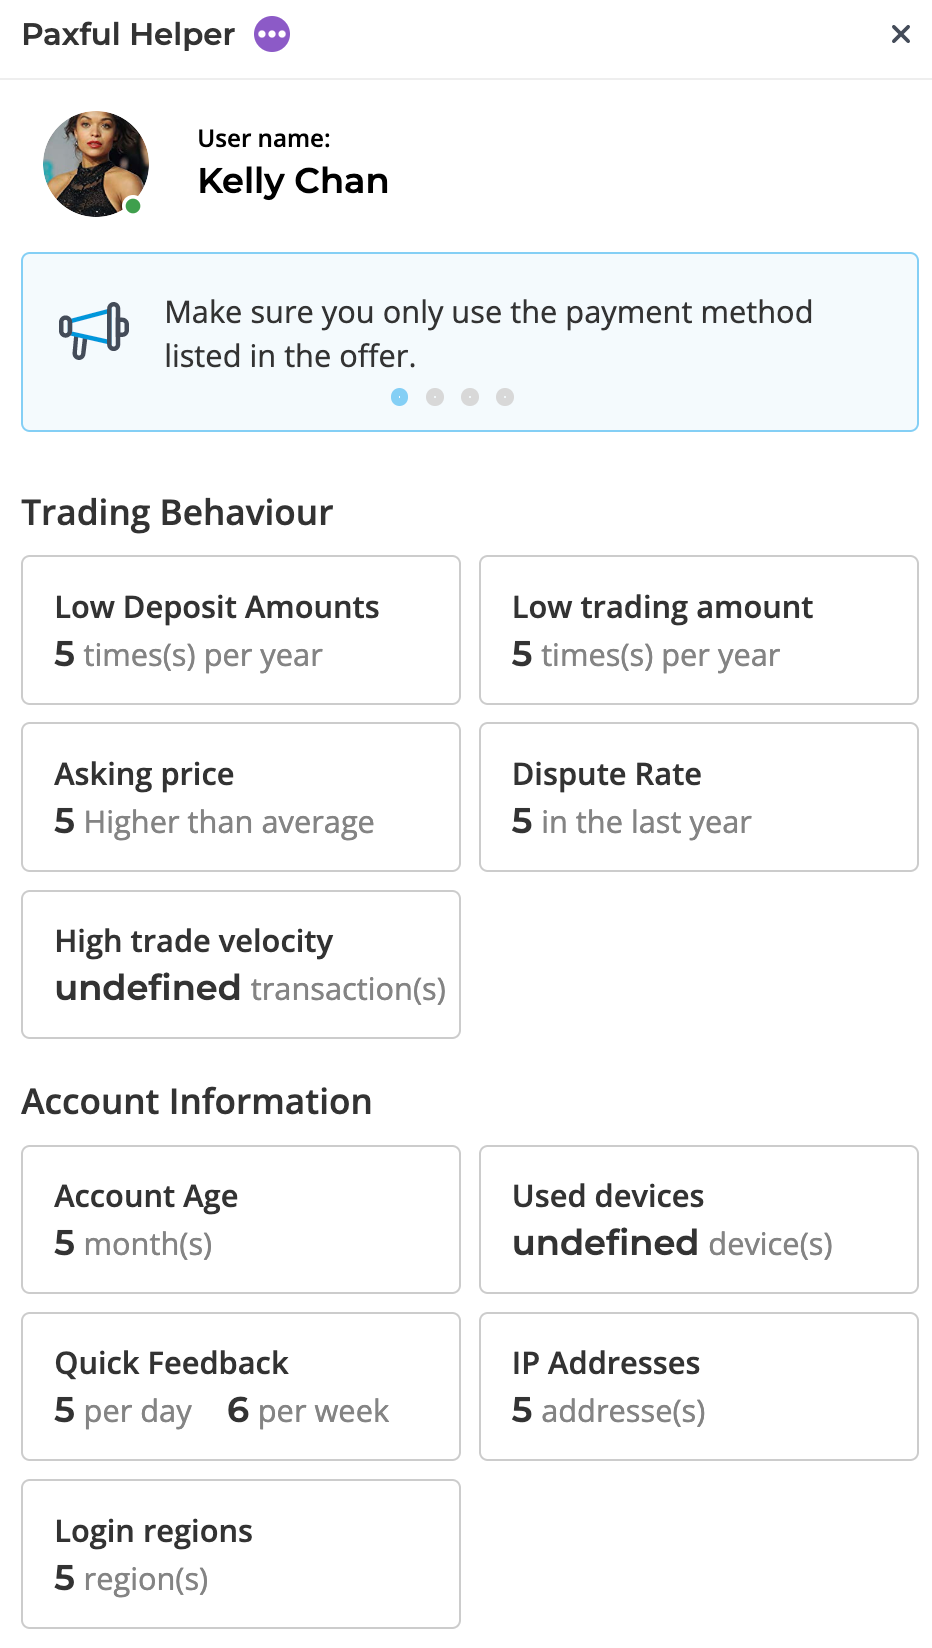 Paxful Helper
User name:
Kelly Chan
Make sure you only use the payment method
listed in the offer.
Trading Behaviour
Low Deposit Amounts
5 times(s) per year
Low trading amount
5 times(s) per year
Asking price
5 Higher than average
Dispute Rate
5 in the last year
High trade velocity
undefined transaction(s)
Account Information
Account Age
5 month(s)
Used devices
undefined device(s)
Quick Feedback
5 per day 6 per week
IP Addresses
5 addresse(s)
Login regions
5 region(s)